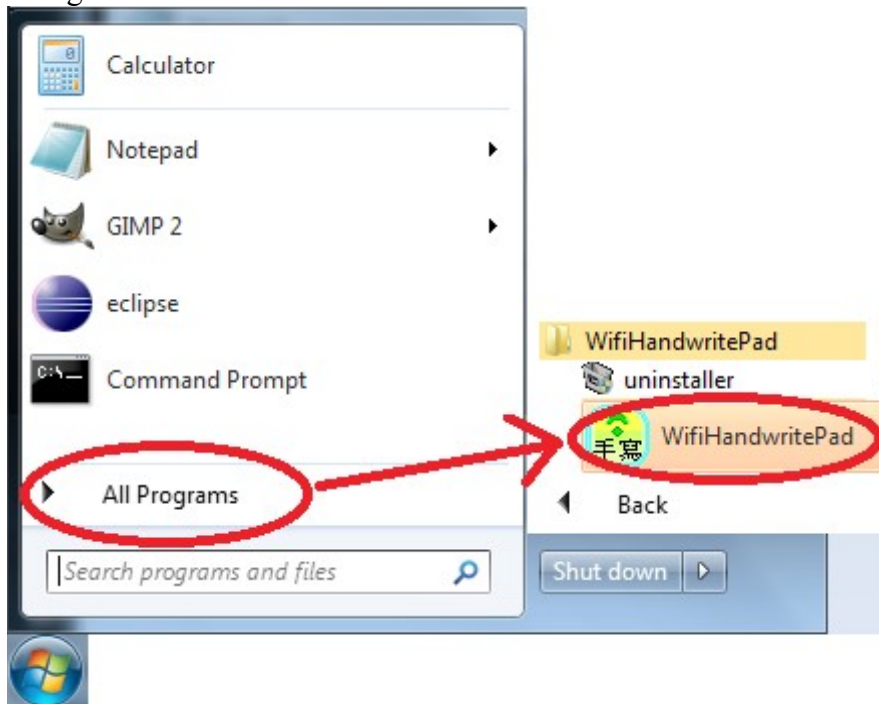 Calculator
Notepad
GIMP 2
eclipse
C:\
Command Prompt
All Programs
Search programs and files
WifiHandwritePad
uninstaller
手寫
WifiHandwritePad
Back
Shut down